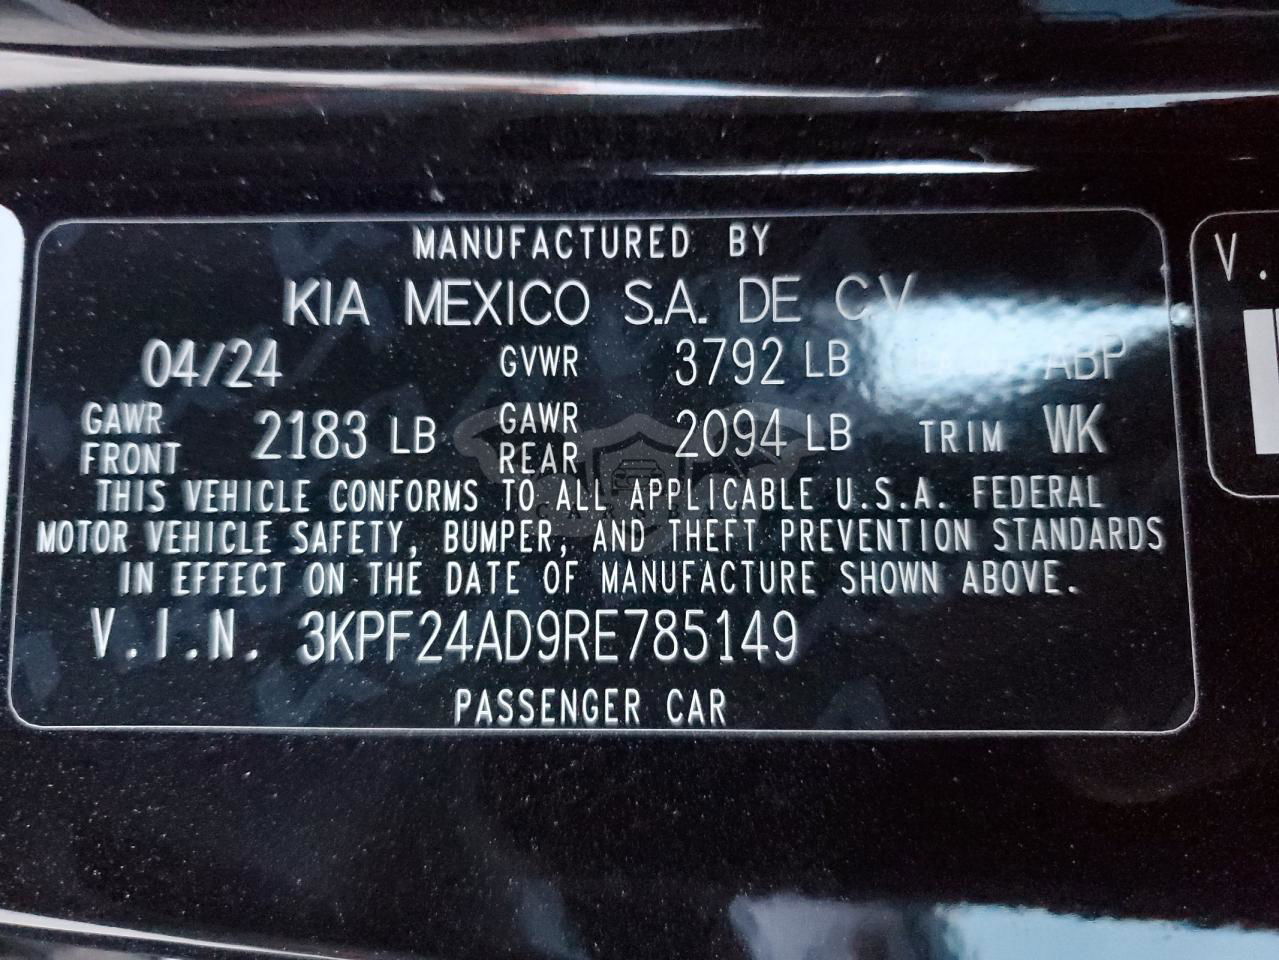 MANUFACTURED BY
KIA MEXICO S.A. DE C.V.
04/24 GVWR 3792 LB ABP
GAWR FRONT 2183 LB GAWR REAR 2094 LB TRIM WK
THIS VEHICLE CONFORMS TO ALL APPLICABLE U.S.A. FEDERAL
MOTOR VEHICLE SAFETY, BUMPER, AND THEFT PREVENTION STANDARDS
IN EFFECT ON THE DATE OF MANUFACTURE SHOWN ABOVE.
V.I.N. 3KPF24AD9RE785149
PASSENGER CAR
V.